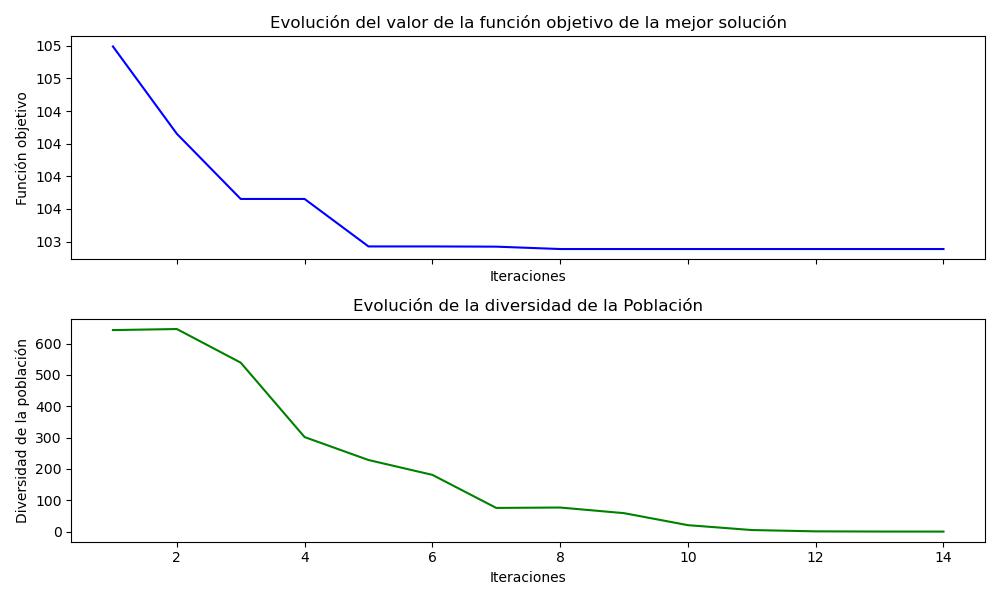 Evolución del valor de la función objetivo de la mejor solución
105
105
104
104
104
104
103
Función objetivo
Iteraciones
Evolución de la diversidad de la Población
600
500
400
300
200
100
0
Diversidad de la población
2 4 6 8 10 12 14
Iteraciones